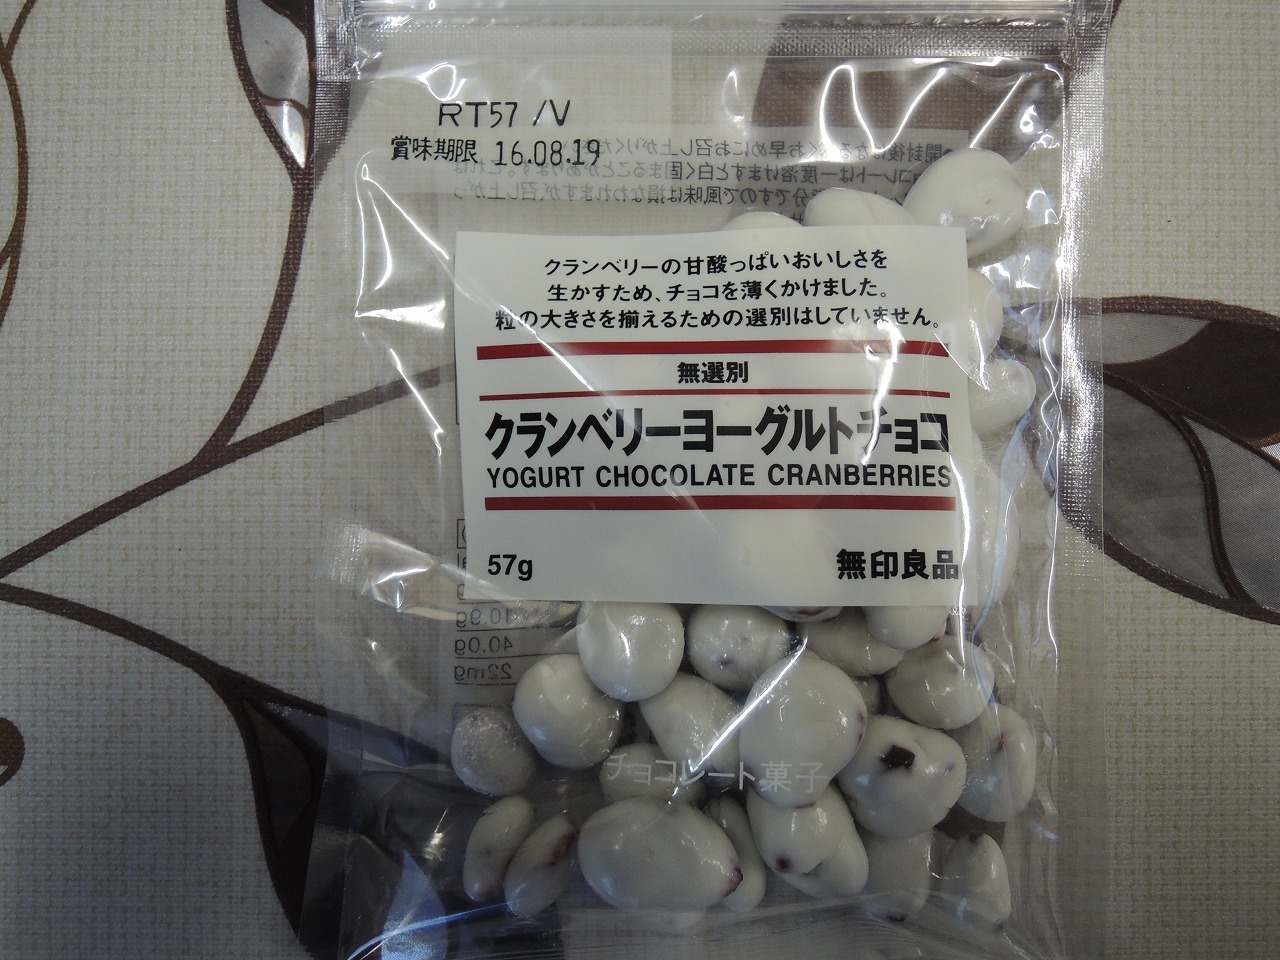 RT57 /V
賞味期限 16.08.19
クランベリーの甘酸っぱいおいしさを
生かすため、チョコを薄くかけました。
粒の大きさを揃えるための選別はしていません。
無選別
クランベリーヨーグルトチョコ
YOGURT CHOCOLATE CRANBERRIES
57g
無印良品
10.9g
40.0g
22mg
チョコレート菓子